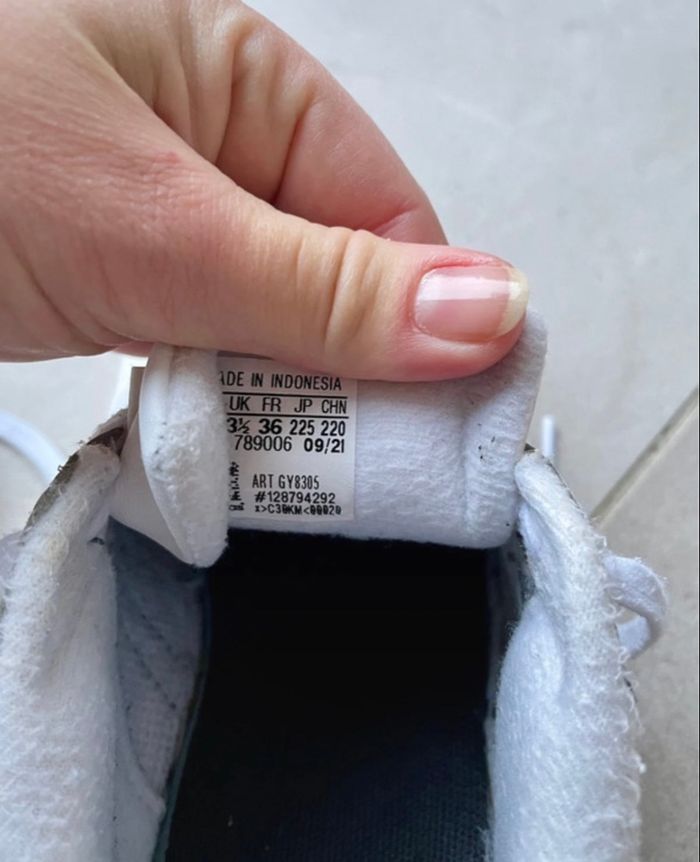 ADE IN INDONESIA
UK FR JP CHN
3½ 36 225 220
789006 09/21
ART GY8305
#128794292